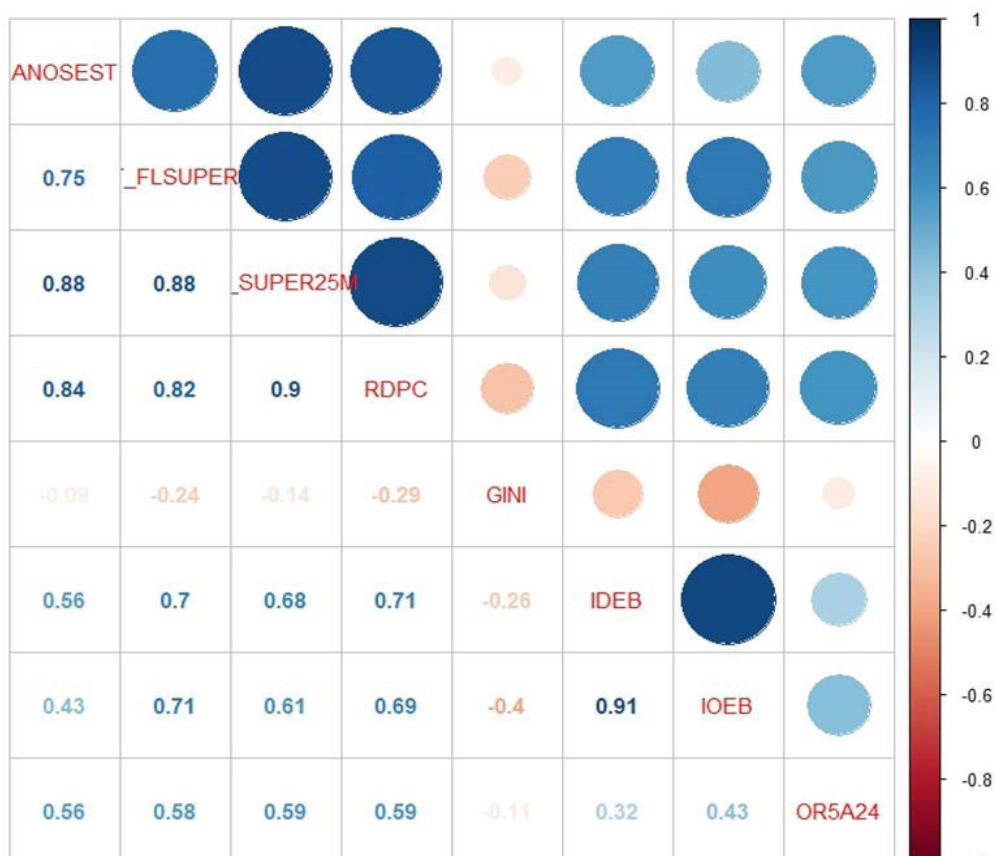 ANOSEST
0.75 _FLSUPER
0.88 0.88 _SUPER25M
0.84 0.82 0.9 RDPC
-0.09 -0.24 -0.14 -0.29 GINI
0.56 0.7 0.68 0.71 -0.26 IDEB
0.43 0.71 0.61 0.69 -0.4 0.91 IOEB
0.56 0.58 0.59 0.59 -0.11 0.32 0.43 OR5A24
1
0.8
0.6
0.4
0.2
0
-0.2
-0.4
-0.6
-0.8